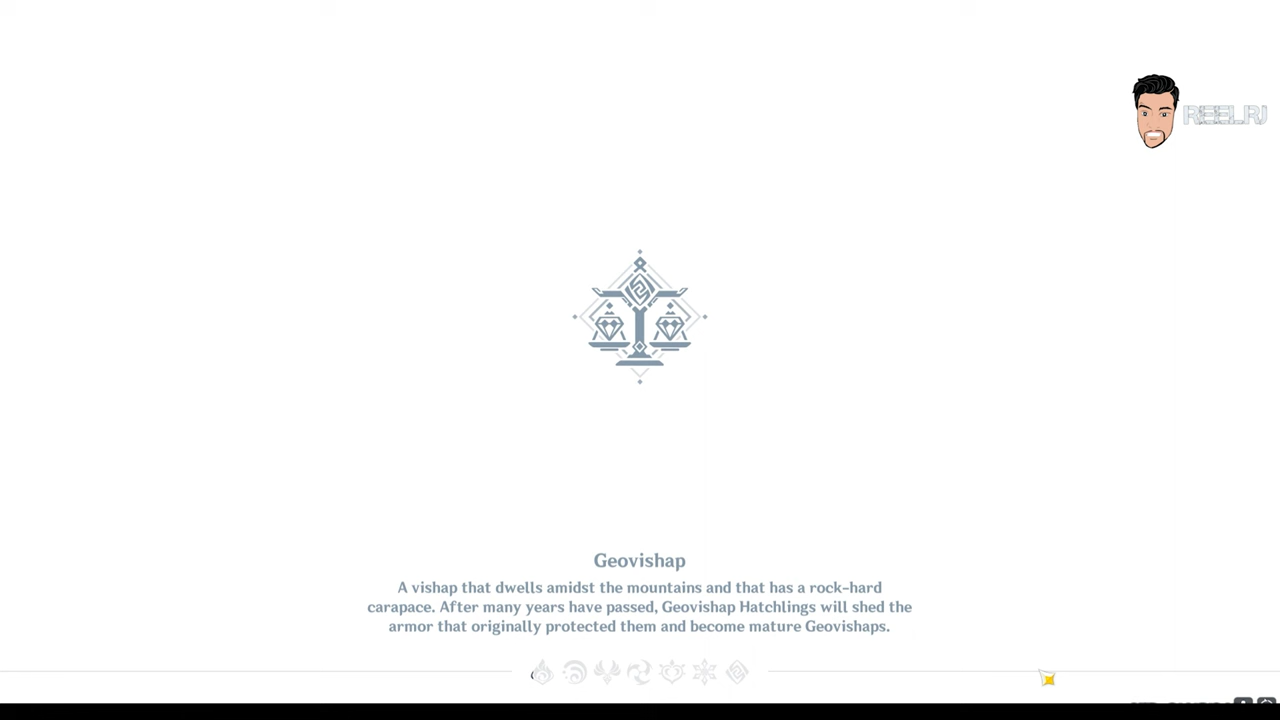 REELRJ
Geovishap
A vishap that dwells amidst the mountains and that has a rock-hard
carapace. After many years have passed, Geovishap Hatchlings will shed the
armor that originally protected them and become mature Geovishaps.